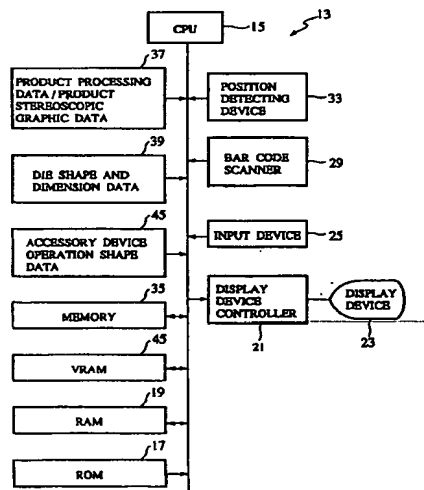 CPU
15
13
37
PRODUCT PROCESSING
DATA/PRODUCT
STEREOSCOPIC
GRAPHIC DATA
POSITION
DETECTING
DEVICE
33
39
DIE SHAPE AND
DIMENSION DATA
BAR CODE
SCANNER
29
45
ACCESSORY DEVICE
OPERATION SHAPE
DATA
INPUT DEVICE
25
35
MEMORY
DISPLAY
DEVICE
CONTROLLER
21
DISPLAY
DEVICE
23
45
VRAM
19
RAM
17
ROM